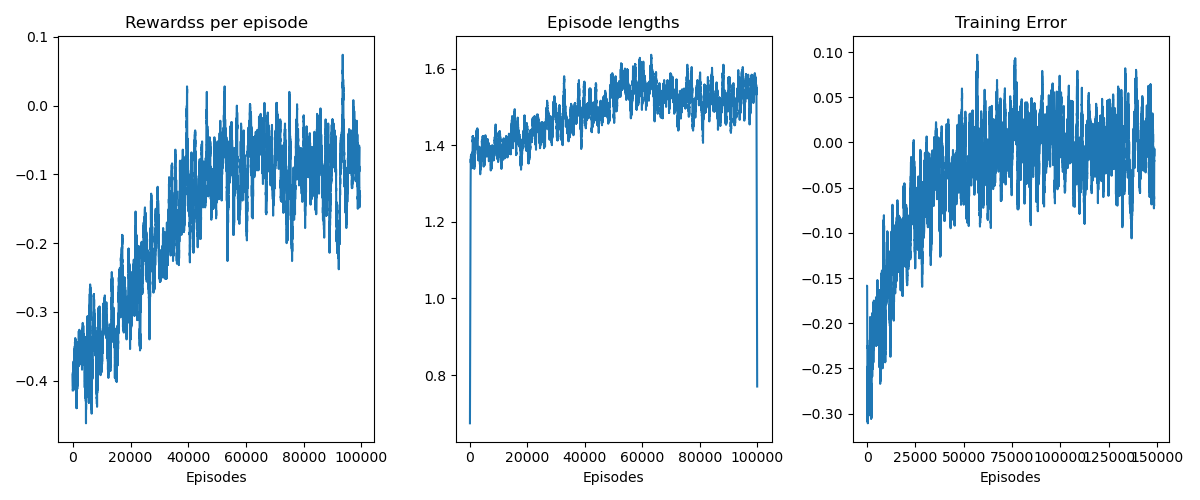 Rewardss per episode
0.1
0.0
−0.1
−0.2
−0.3
−0.4
0 20000 40000 60000 80000 100000
Episodes
Episode lengths
1.6
1.4
1.2
1.0
0.8
0 20000 40000 60000 80000 100000
Episodes
Training Error
0.10
0.05
0.00
−0.05
−0.10
−0.15
−0.20
−0.25
−0.30
0 25000 50000 75000 100000 125000 150000
Episodes